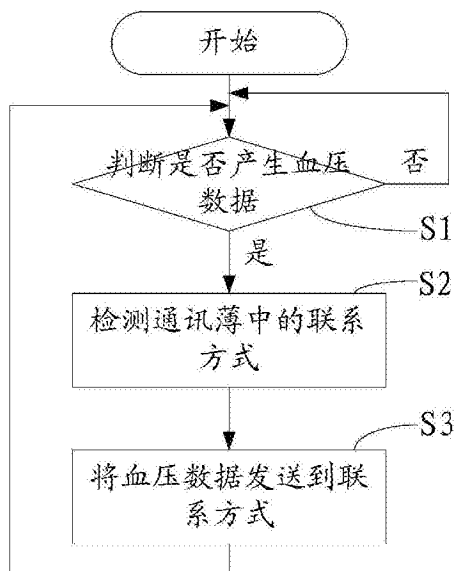 开始
判断是否产生血压 否
数据
S1
是
S2
检测通讯薄中的联系
方式
S3
将血压数据发送到联
系方式